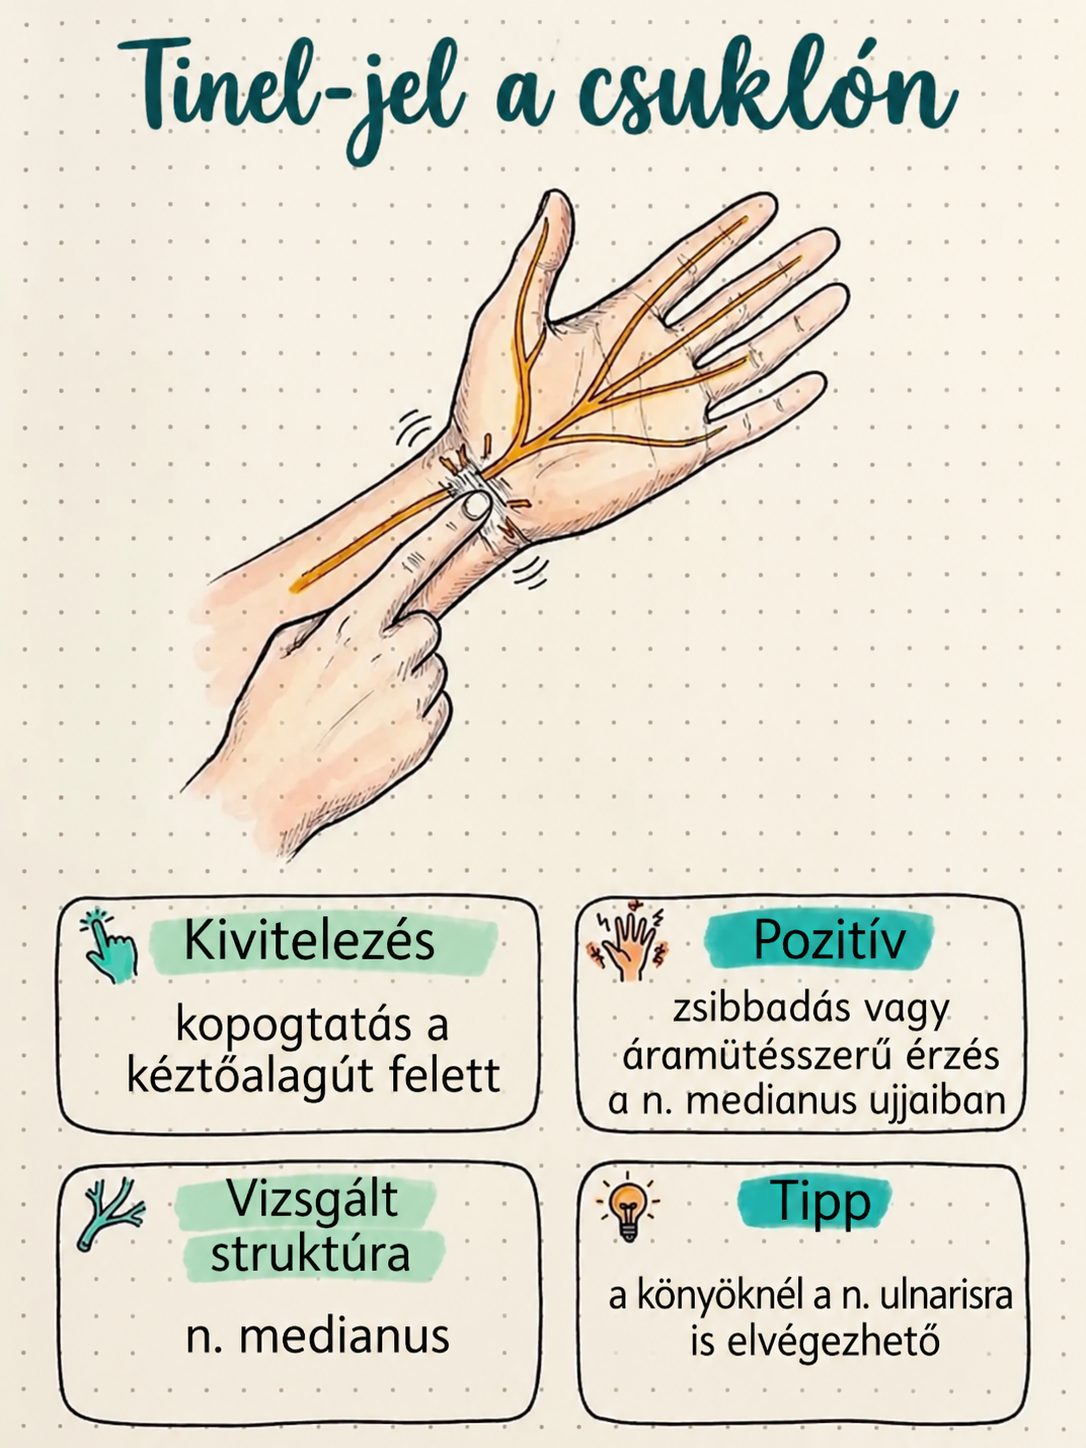 Tinel-jel a csuklón
Kivitelezés
kopogtatás a
kéztőalagút felett
Pozitív
zsibbadás vagy
áramütésszerű érzés
a n. medianus ujjaiban
Vizsgált
struktúra
n. medianus
Tipp
a könyöknél a n. ulnarisra
is elvégezhető